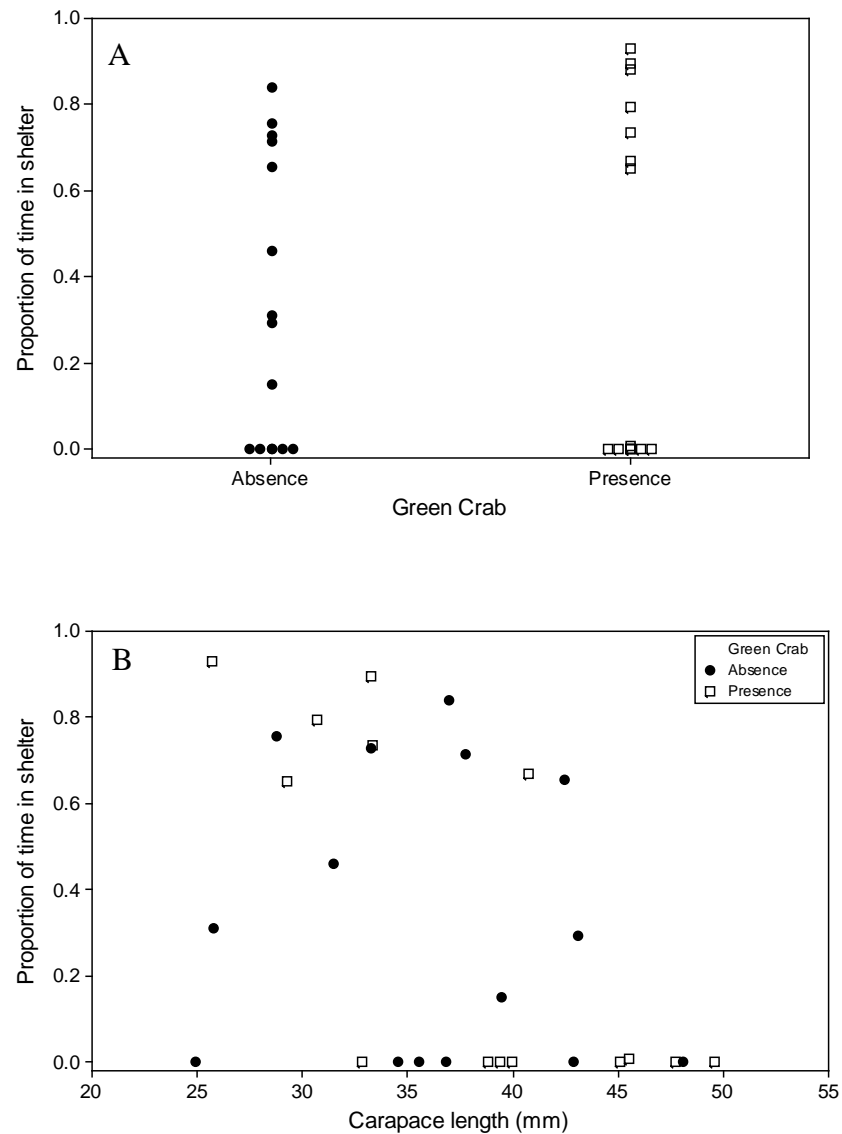 A
Proportion of time in shelter
1.0
0.8
0.6
0.4
0.2
0.0
Absence Presence
Green Crab
B
Green Crab
Absence
Presence
Proportion of time in shelter
1.0
0.8
0.6
0.4
0.2
0.0
20 25 30 35 40 45 50 55
Carapace length (mm)